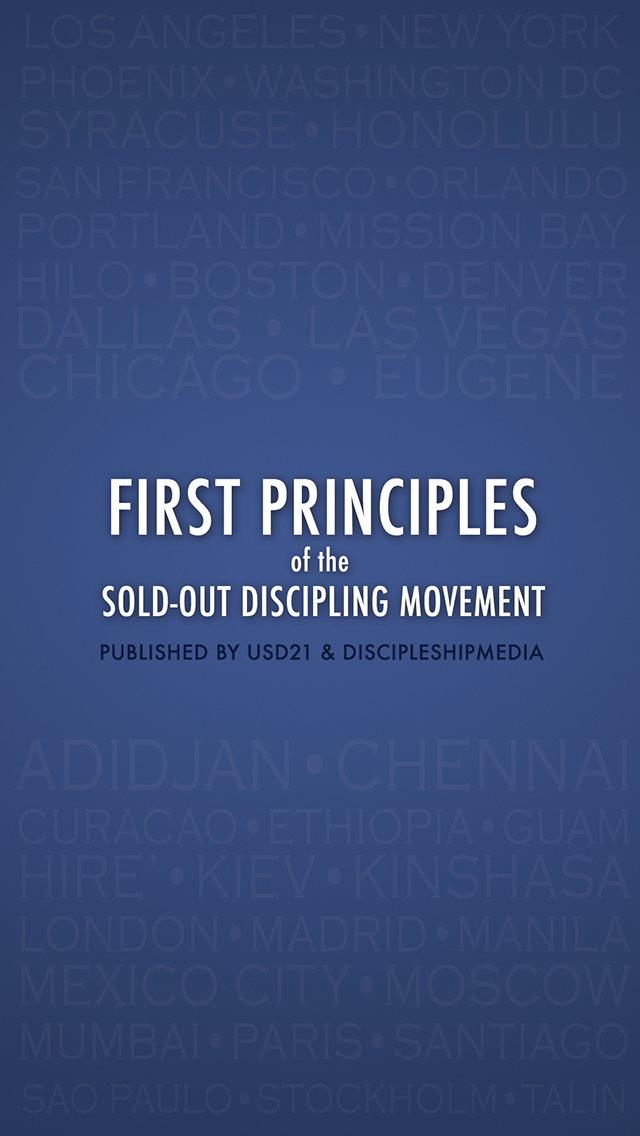 LOS ANGELES • NEW YORK
PHOENIX • WASHINGTON DC
SYRACUSE • HONOLULU
SAN FRANCISCO • ORLANDO
PORTLAND • MISSION BAY
HILO • BOSTON • DENVER
DALLAS • LAS VEGAS
CHICAGO • EUGENE
FIRST PRINCIPLES
of the
SOLD-OUT DISCIPLING MOVEMENT
PUBLISHED BY USD21 & DISCIPLESHIPMEDIA
ADIDJAN • CHENNAI
CURACAO • ETHIOPIA • GUAM
HIRE' • KIEV • KINSHASA
LONDON • MADRID • MANILA
MEXICO CITY • MOSCOW
MUMBAI • PARIS • SANTIAGO
SAO PAULO • STOCKHOLM • TALIN